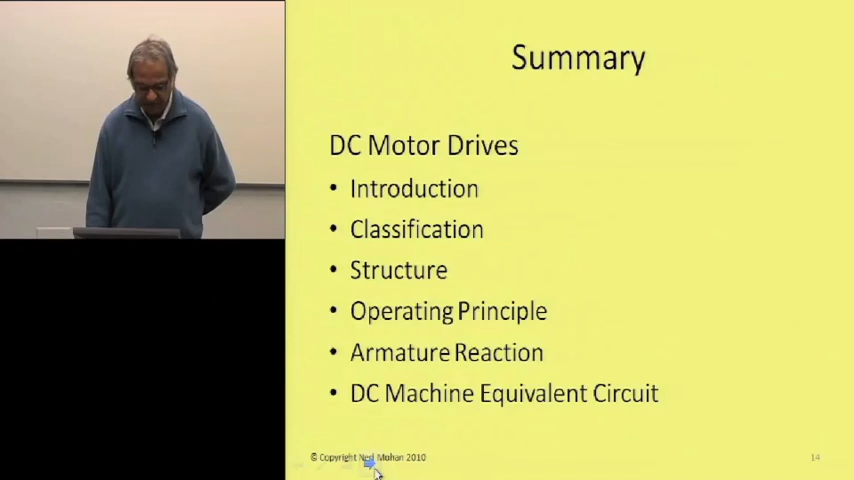 Summary
DC Motor Drives
• Introduction
• Classification
• Structure
• Operating Principle
• Armature Reaction
• DC Machine Equivalent Circuit
© Copyright Ned Mohan 2010
14